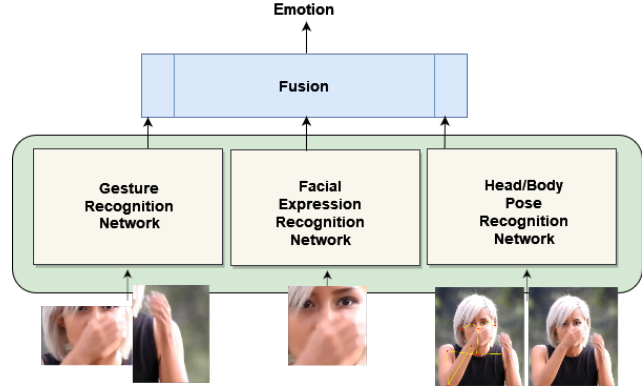 Emotion
Fusion
Gesture
Recognition
Network
Facial
Expression
Recognition
Network
Head/Body
Pose
Recognition
Network